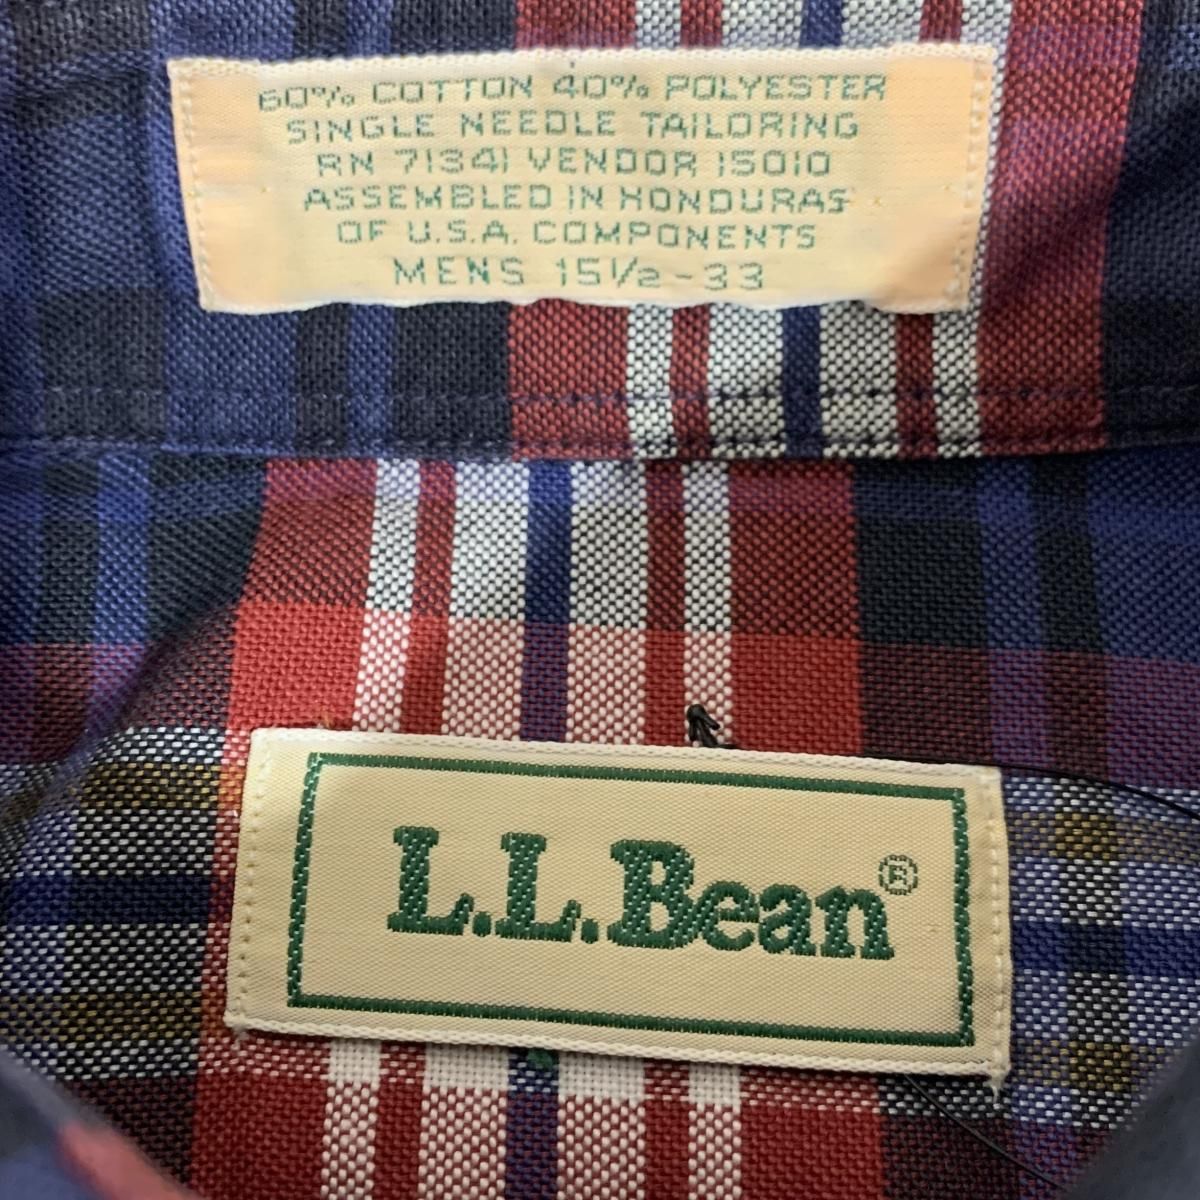 60% COTTON 40% POLYESTER
SINGLE NEEDLE TAILORING
RN 71341 VENDOR 15010
ASSEMBLED IN HONDURAS
OF U.S.A. COMPONENTS
MENS 15½-33
L.L.Bean®